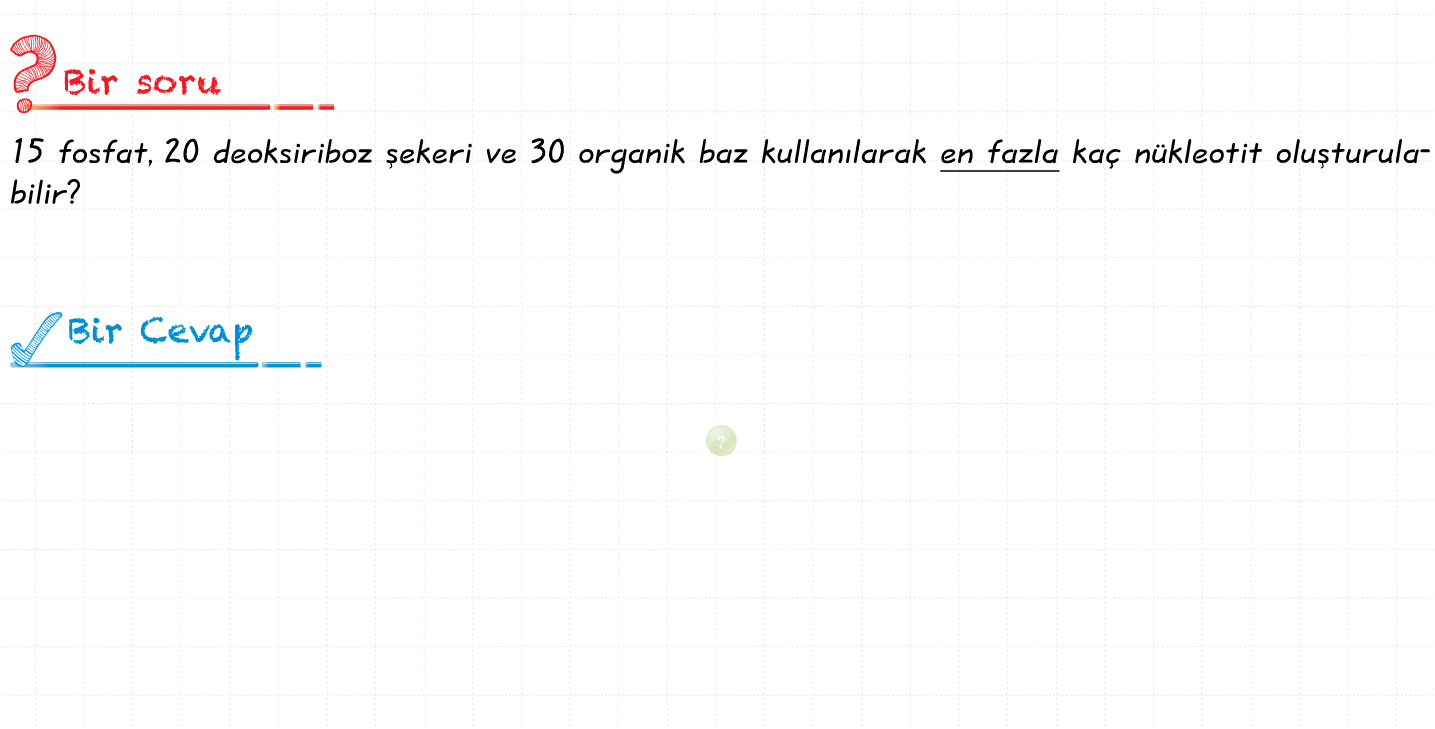 ?
Bir soru
15 fosfat, 20 deoksiriboz şekeri ve 30 organik baz kullanılarak en fazla kaç nükleotit oluşturula-
bilir?
Bir Cevap
?